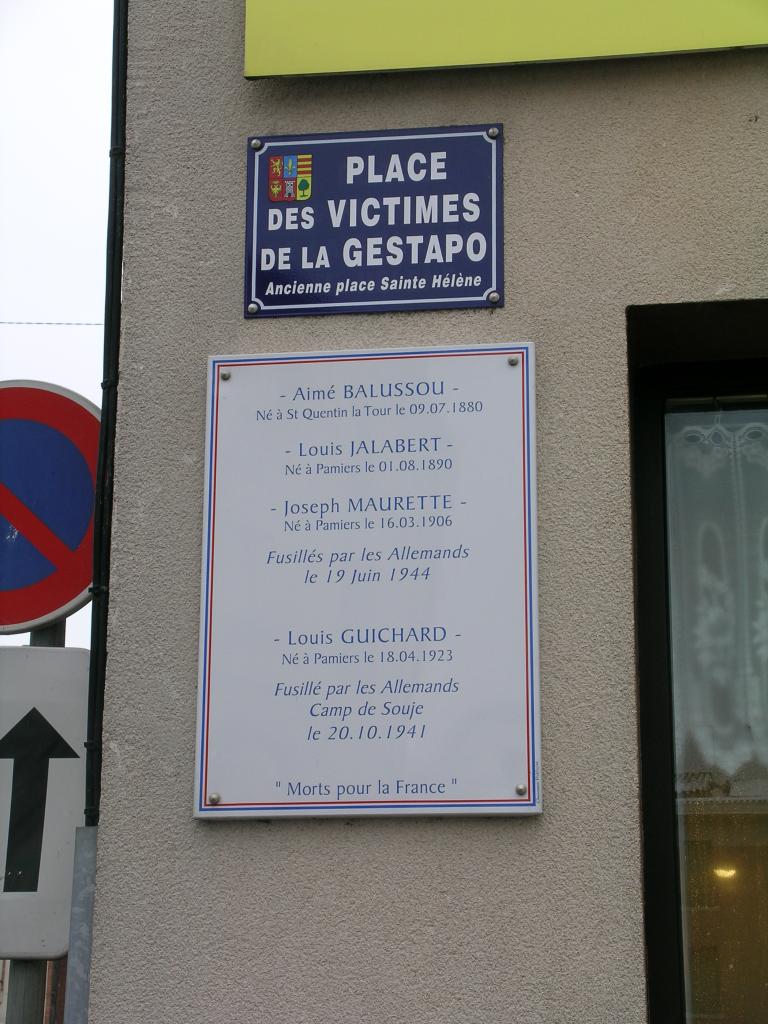 PLACE
DES VICTIMES
DE LA GESTAPO
Ancienne place Sainte Hélène
- Aimé BALUSSOU -
Né à St Quentin la Tour le 09.07.1880
- Louis JALABERT -
Né à Pamiers le 01.08.1890
- Joseph MAURETTE -
Né à Pamiers le 16.03.1906
Fusillés par les Allemands
le 19 Juin 1944
- Louis GUICHARD -
Né à Pamiers le 18.04.1923
Fusillé par les Allemands
Camp de Souje
le 20.10.1941
" Morts pour la France "